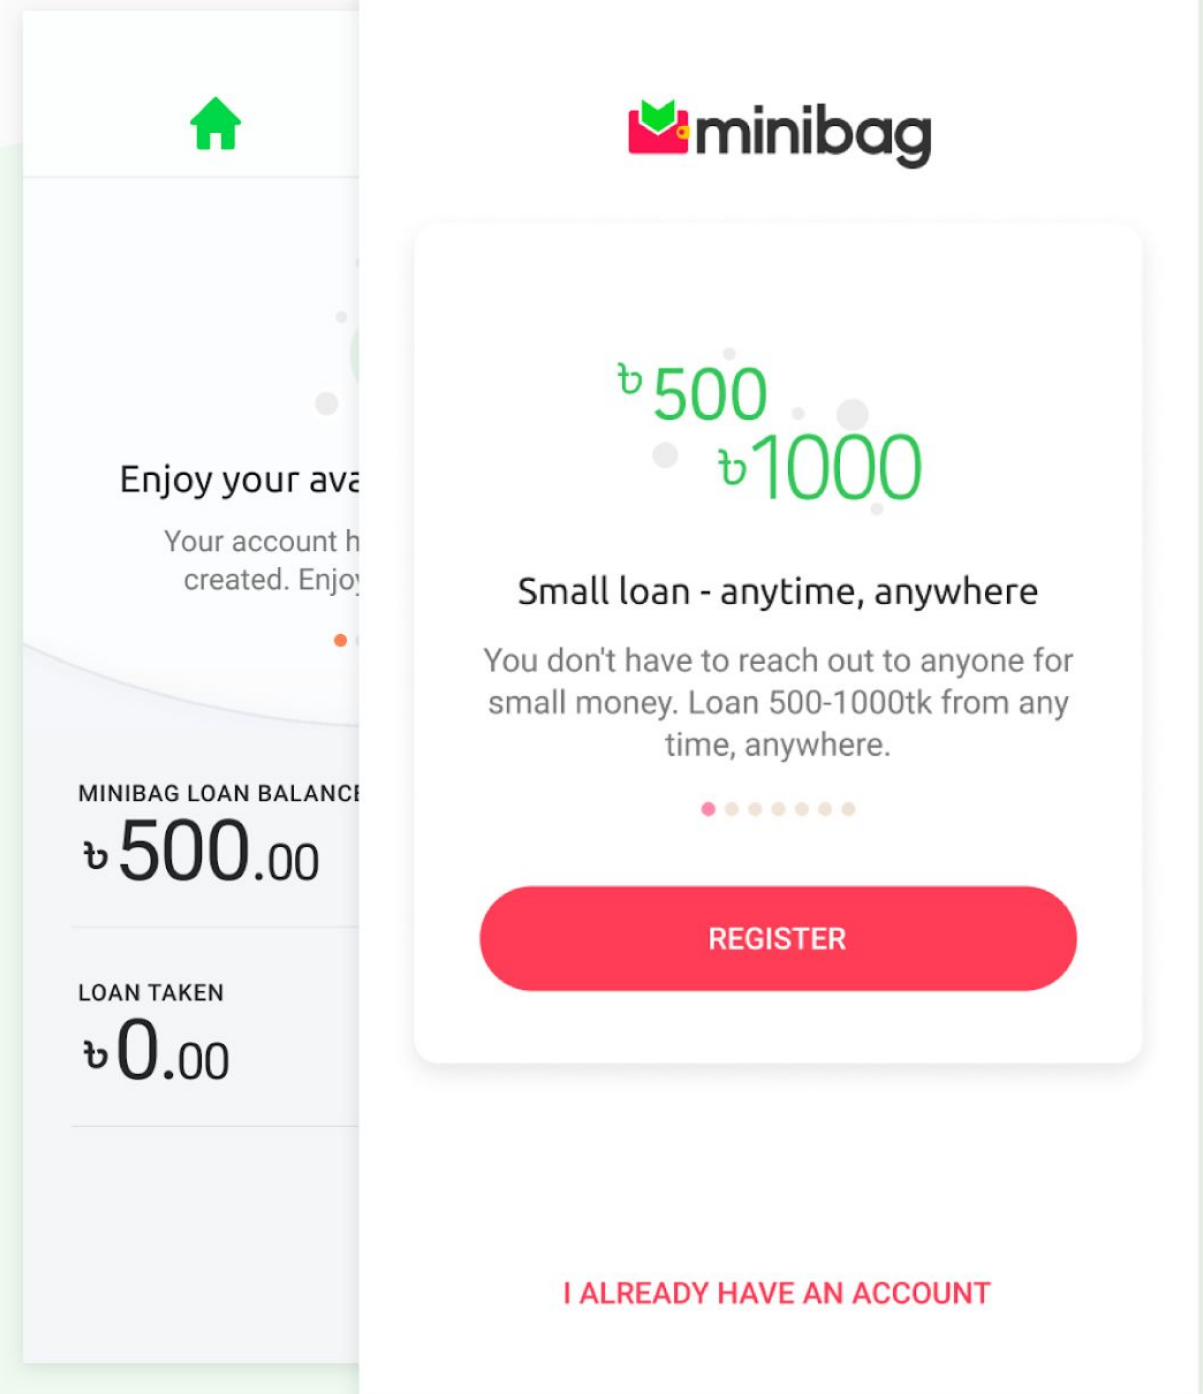 Enjoy your ava
Your account h
created. Enjoy
MINIBAG LOAN BALANCE
৳500.00
LOAN TAKEN
৳0.00
minibag
৳500
৳1000
Small loan - anytime, anywhere
You don't have to reach out to anyone for
small money. Loan 500-1000tk from any
time, anywhere.
REGISTER
I ALREADY HAVE AN ACCOUNT